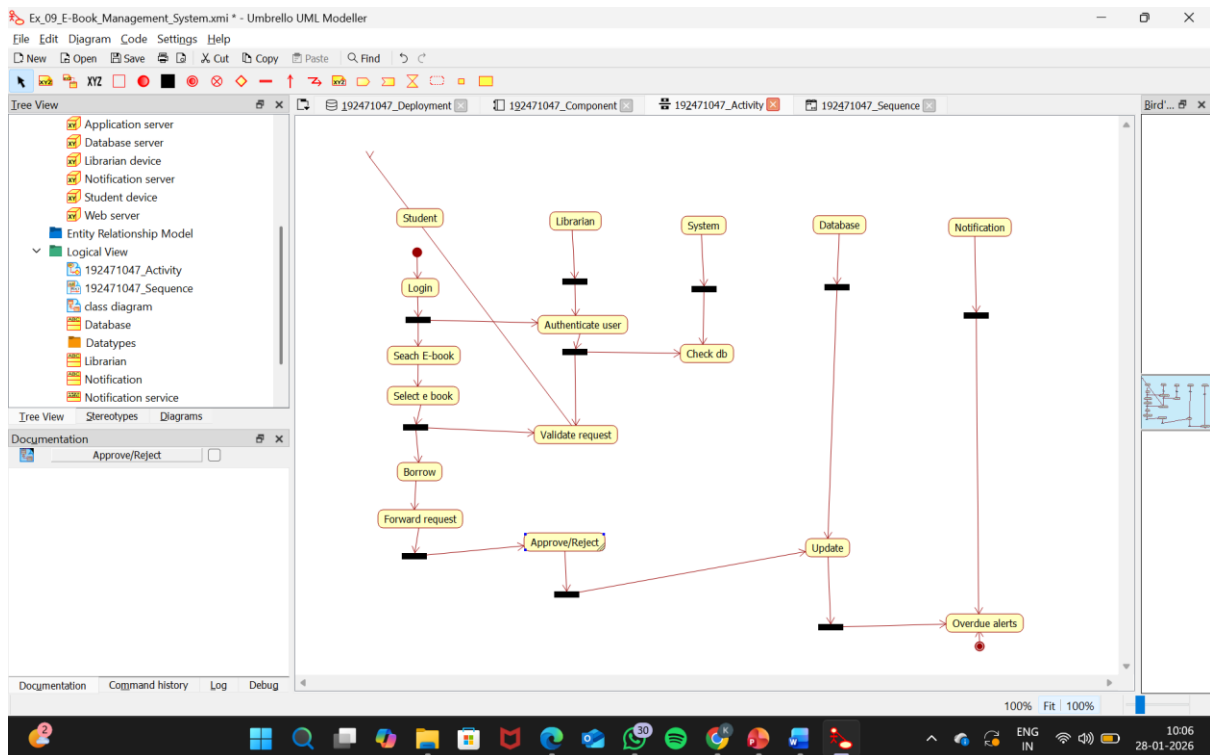 Ex_09_E-Book_Management_System.xmi * - Umbrello UML Modeller
File Edit Diagram Code Settings Help
New Open Save Cut Copy Paste Find
XYZ XYZ XYZ
Tree View
192471047_Deployment 192471047_Component 192471047_Activity 192471047_Sequence
Bird'...
Application server
Database server
Librarian device
Notification server
Student device
Web server
Entity Relationship Model
Logical View
192471047_Activity
192471047_Sequence
class diagram
Database
Datatypes
Librarian
Notification
Notification service
Tree View Stereotypes Diagrams
Documentation
Approve/Reject
Documentation Command history Log Debug
Student
Librarian
System
Database
Notification
Login
Authenticate user
Seach E-book
Check db
Select e book
Validate request
Borrow
Forward request
Approve/Reject
Update
Overdue alerts
100% Fit 100%
2
30
K
ENG
IN
10:06
28-01-2026